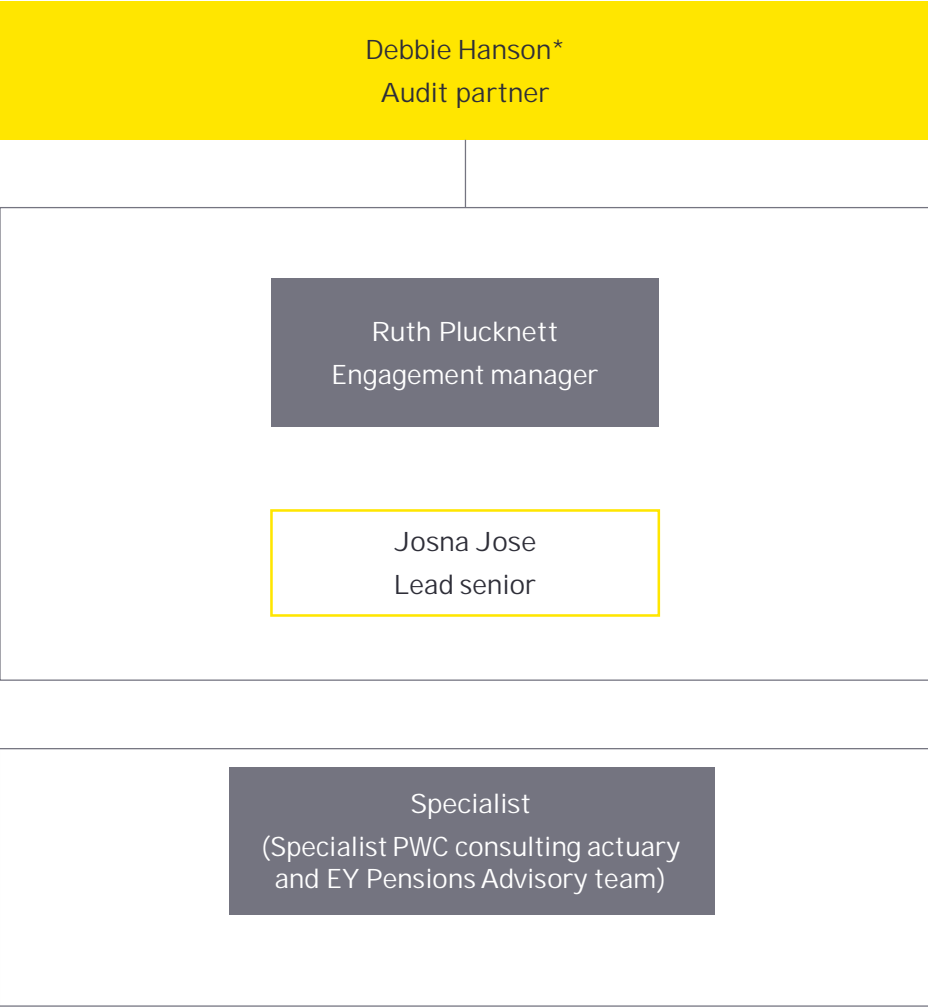 Debbie Hanson*
Audit partner
Ruth Plucknett
Engagement manager
Josna Jose
Lead senior
Specialist
(Specialist PWC consulting actuary
and EY Pensions Advisory team)